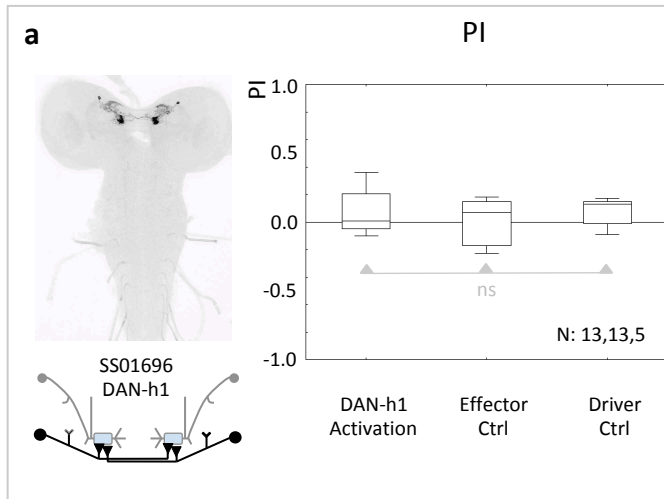 a
PI
PI
1.0
0.5
0.0
-0.5
-1.0
ns
N: 13,13,5
SS01696
DAN-h1
DAN-h1
Activation
Effector
Ctrl
Driver
Ctrl